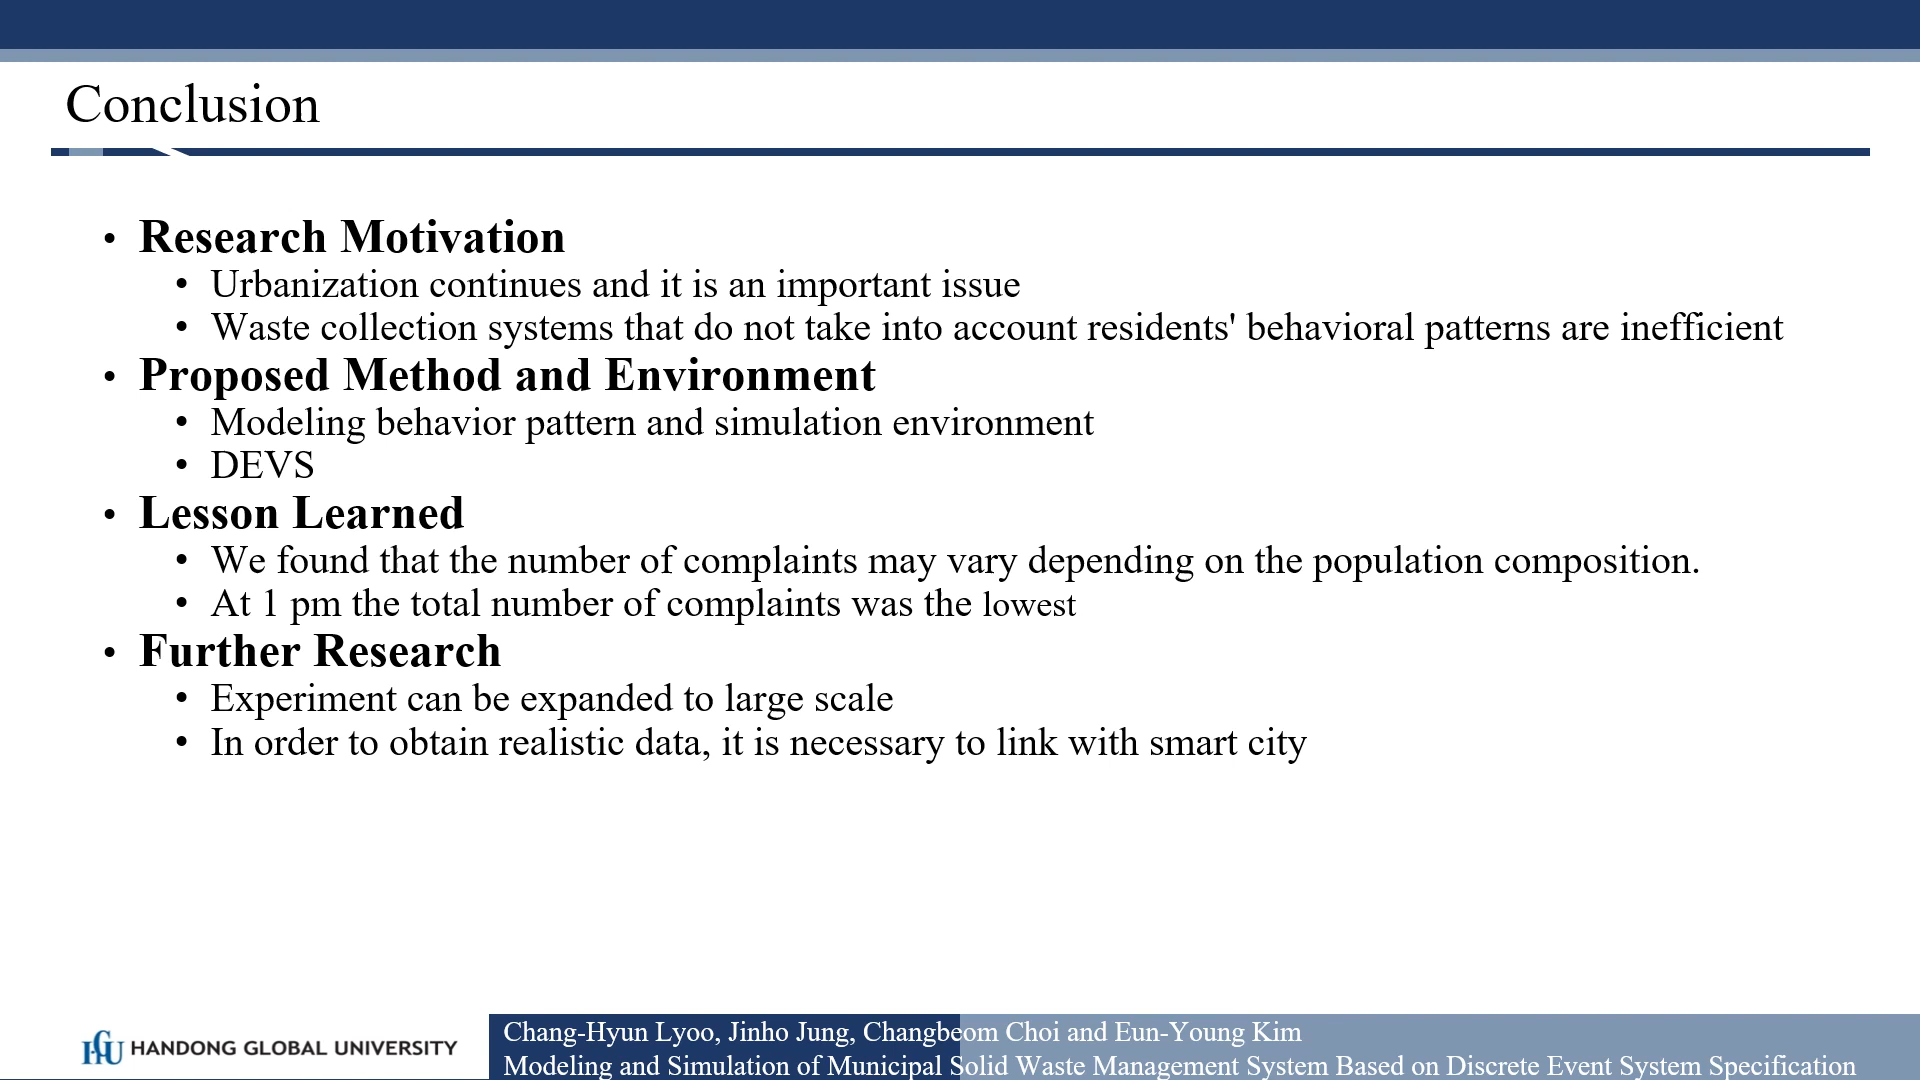 Conclusion
• Research Motivation
• Urbanization continues and it is an important issue
• Waste collection systems that do not take into account residents' behavioral patterns are inefficient
• Proposed Method and Environment
• Modeling behavior pattern and simulation environment
• DEVS
• Lesson Learned
• We found that the number of complaints may vary depending on the population composition.
• At 1 pm the total number of complaints was the lowest
• Further Research
• Experiment can be expanded to large scale
• In order to obtain realistic data, it is necessary to link with smart city
HGU HANDONG GLOBAL UNIVERSITY
Chang-Hyun Lyoo, Jinho Jung, Changbeom Choi and Eun-Young Kim
Modeling and Simulation of Municipal Solid Waste Management System Based on Discrete Event System Specification